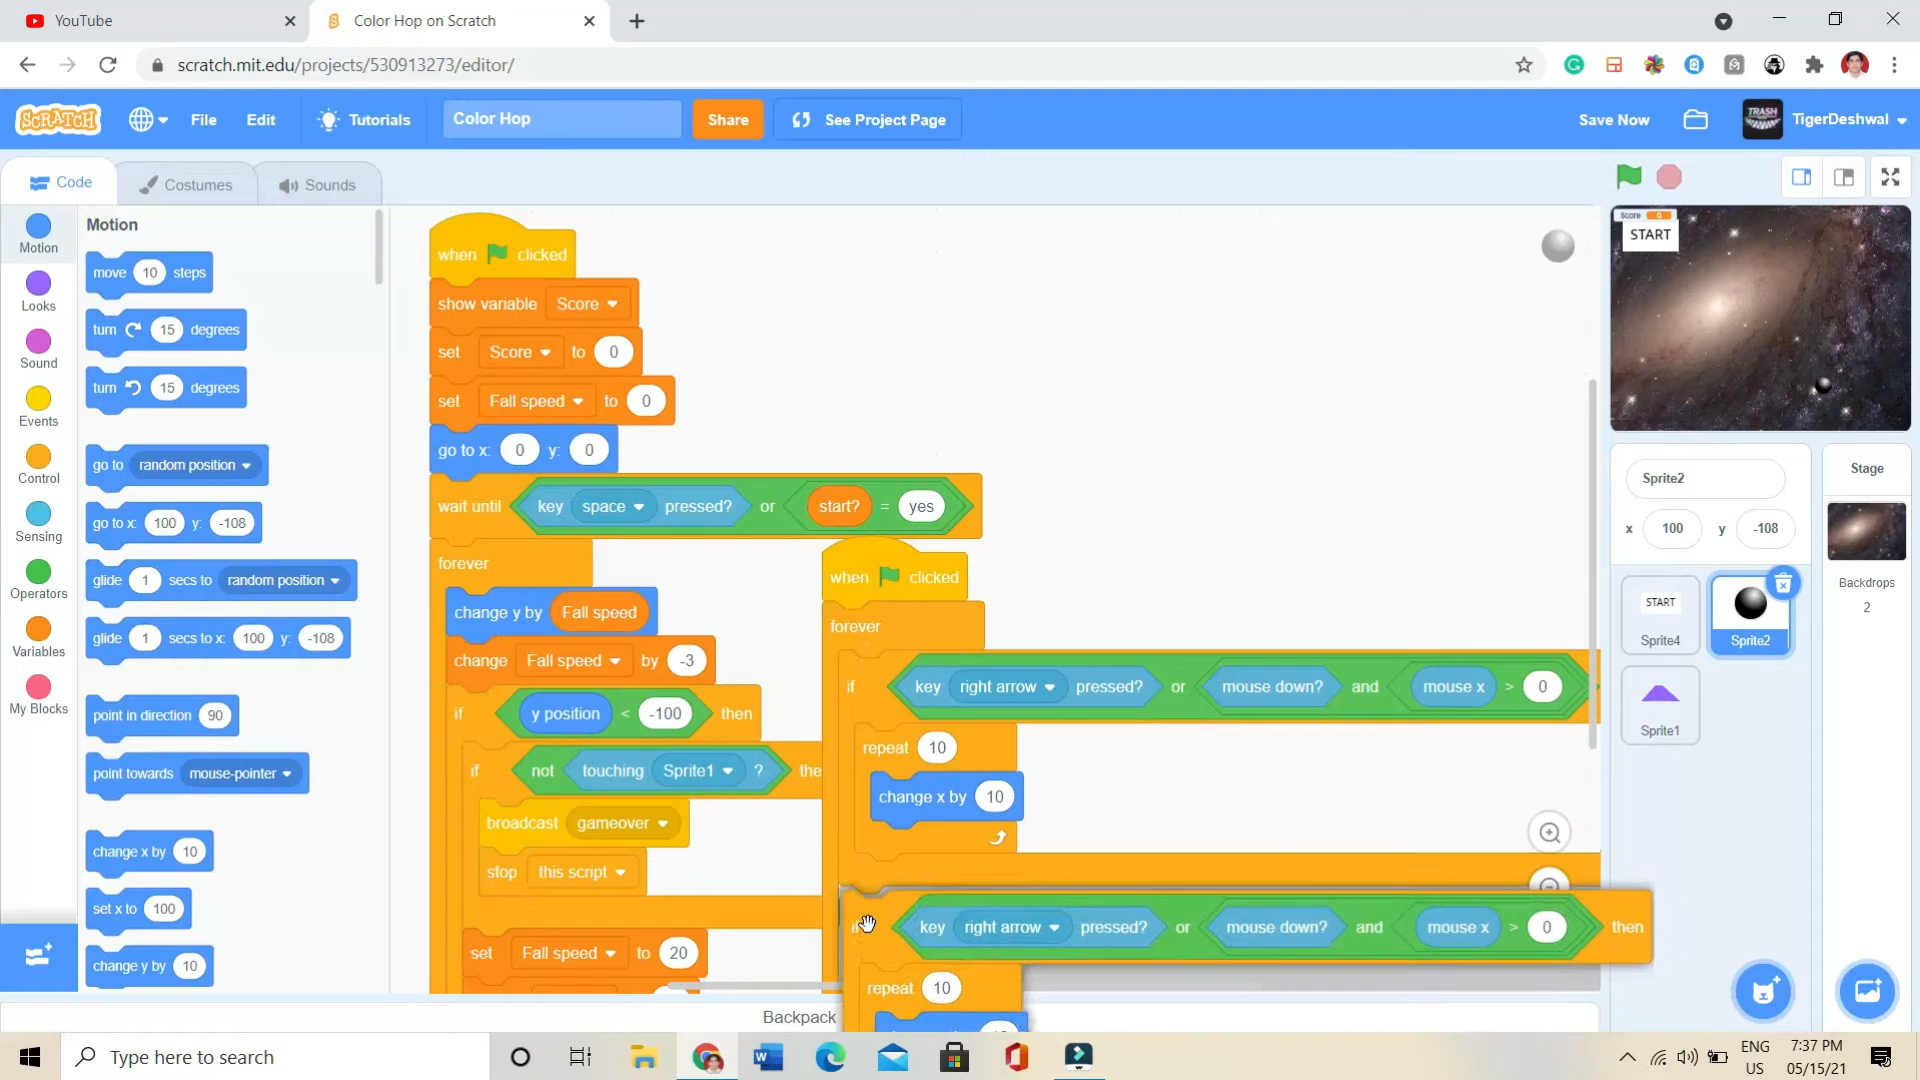 YouTube
Color Hop on Scratch
scratch.mit.edu/projects/530913273/editor/
SCRATCH
File
Edit
Tutorials
Color Hop
Share
See Project Page
Save Now
TRASH
TigerDeshwal
Code
Costumes
Sounds
Motion
Looks
Sound
Events
Control
Sensing
Operators
Variables
My Blocks
Motion
move 10 steps
turn 15 degrees
turn 15 degrees
go to random position
go to x: 100 y: -108
glide 1 secs to random position
glide 1 secs to x: 100 y: -108
point in direction 90
point towards mouse-pointer
change x by 10
set x to 100
change y by 10
when clicked
show variable Score
set Score to 0
set Fall speed to 0
go to x: 0 y: 0
wait until key space pressed? or start? = yes
forever
change y by Fall speed
change Fall speed by -3
if y position < -100 then
if not touching Sprite1 ? the
broadcast gameover
stop this script
set Fall speed to 20
when clicked
forever
if key right arrow pressed? or mouse down? and mouse x > 0
repeat 10
change x by 10
key right arrow pressed? or mouse down? and mouse x > 0 then
repeat 10
Backpack
Score 0
START
Sprite2
x 100 y -108
START
Sprite4
Sprite2
Sprite1
Stage
Backdrops
2
Type here to search
ENG
US
7:37 PM
05/15/21